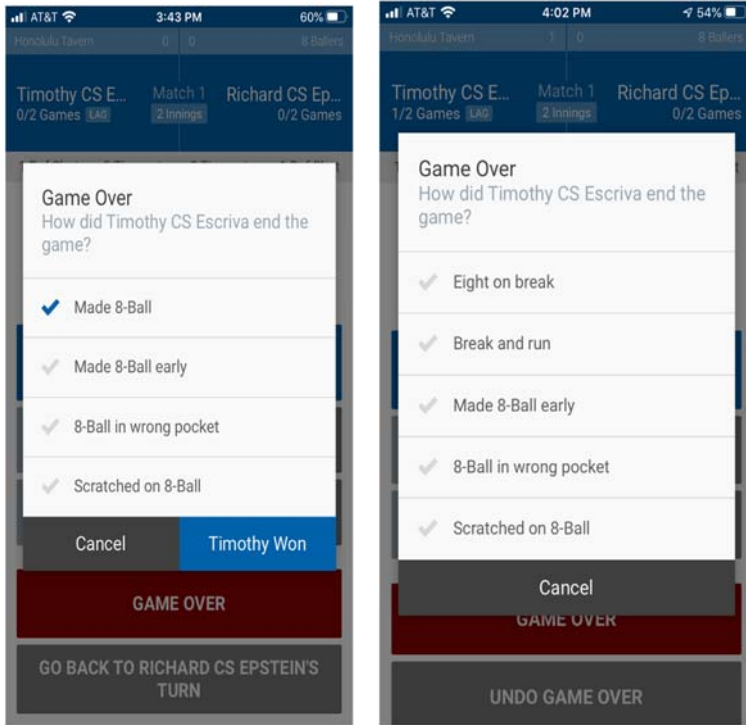 AT&T 3:43 PM 60%
Honolulu Tavern 0 0 8 Ballers
Timothy CS E... Match 1 Richard CS Ep...
0/2 Games LAG 2 Innings 0/2 Games
Game Over
How did Timothy CS Escriva end the
game?
Made 8-Ball
Made 8-Ball early
8-Ball in wrong pocket
Scratched on 8-Ball
Cancel Timothy Won
GAME OVER
GO BACK TO RICHARD CS EPSTEIN'S
TURN
AT&T 4:02 PM 54%
Honolulu Tavern 1 0 8 Ballers
Timothy CS E... Match 1 Richard CS Ep...
1/2 Games LAG 2 Innings 0/2 Games
Game Over
How did Timothy CS Escriva end the
game?
Eight on break
Break and run
Made 8-Ball early
8-Ball in wrong pocket
Scratched on 8-Ball
Cancel
GAME OVER
UNDO GAME OVER